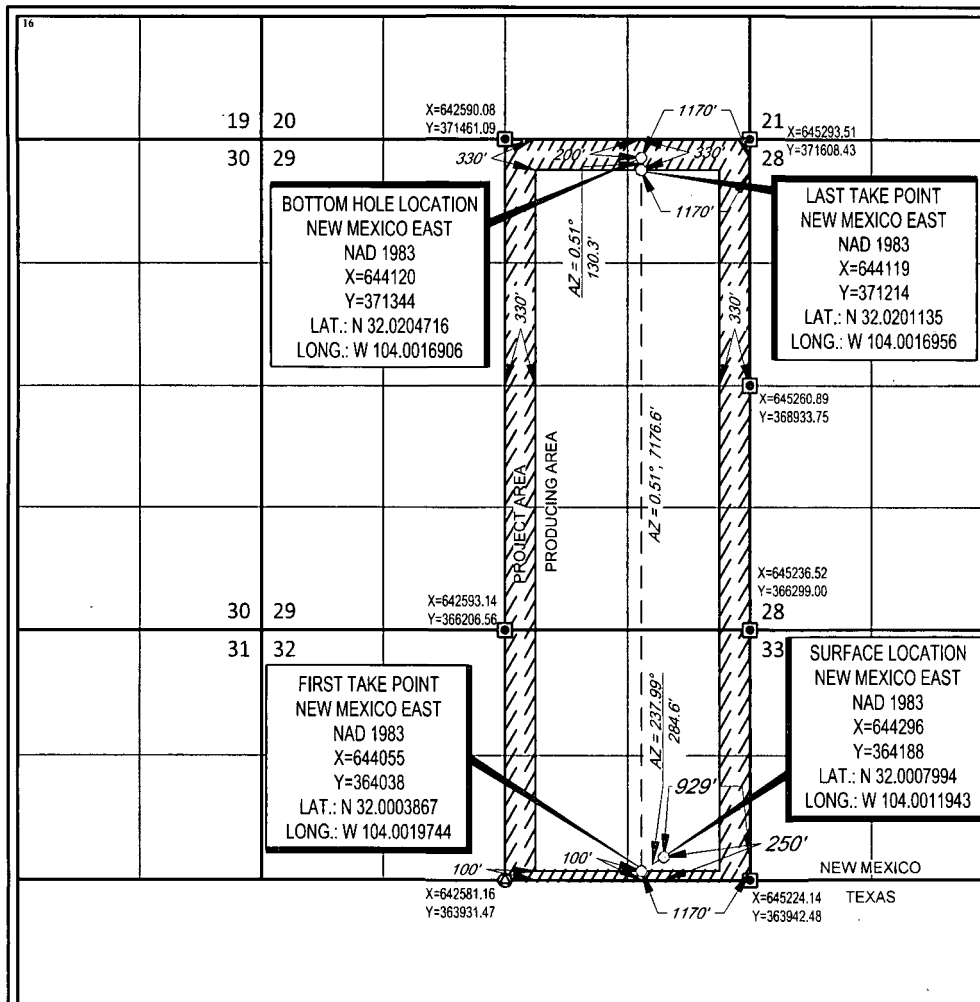 16
X=642590.08
Y=371461.09
1170'
19 20
21
X=645293.51
Y=371608.43
30 29
28
330'
200'
330'
BOTTOM HOLE LOCATION
NEW MEXICO EAST
NAD 1983
X=644120
Y=371344
LAT.: N 32.0204716
LONG.: W 104.0016906
AZ = 0.51°
130.3'
1170'
LAST TAKE POINT
NEW MEXICO EAST
NAD 1983
X=644119
Y=371214
LAT.: N 32.0201135
LONG.: W 104.0016956
330'
330'
X=645260.89
Y=368933.75
PROJECT AREA
PRODUCING AREA
AZ = 0.51°, 7176.6'
X=645236.52
Y=366299.00
X=642593.14
Y=366206.56
30 29
28
31 32
33
FIRST TAKE POINT
NEW MEXICO EAST
NAD 1983
X=644055
Y=364038
LAT.: N 32.0003867
LONG.: W 104.0019744
AZ = 237.99°
284.6'
SURFACE LOCATION
NEW MEXICO EAST
NAD 1983
X=644296
Y=364188
LAT.: N 32.0007994
LONG.: W 104.0011943
929'
250'
100'
100'
NEW MEXICO
TEXAS
X=642581.16
Y=363931.47
1170'
X=645224.14
Y=363942.48